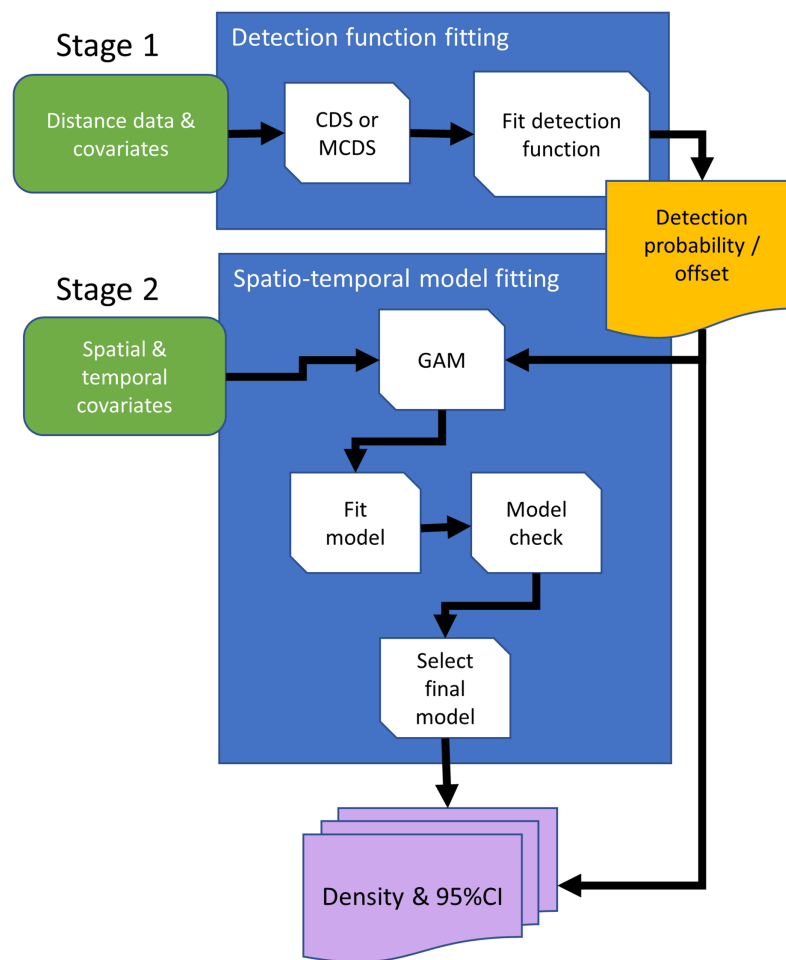 Stage 1
Detection function fitting
Distance data &
covariates
CDS or
MCDS
Fit detection
function
Detection
probability /
offset
Stage 2
Spatio-temporal model fitting
Spatial &
temporal
covariates
GAM
Fit
model
Model
check
Select
final
model
Density & 95%CI